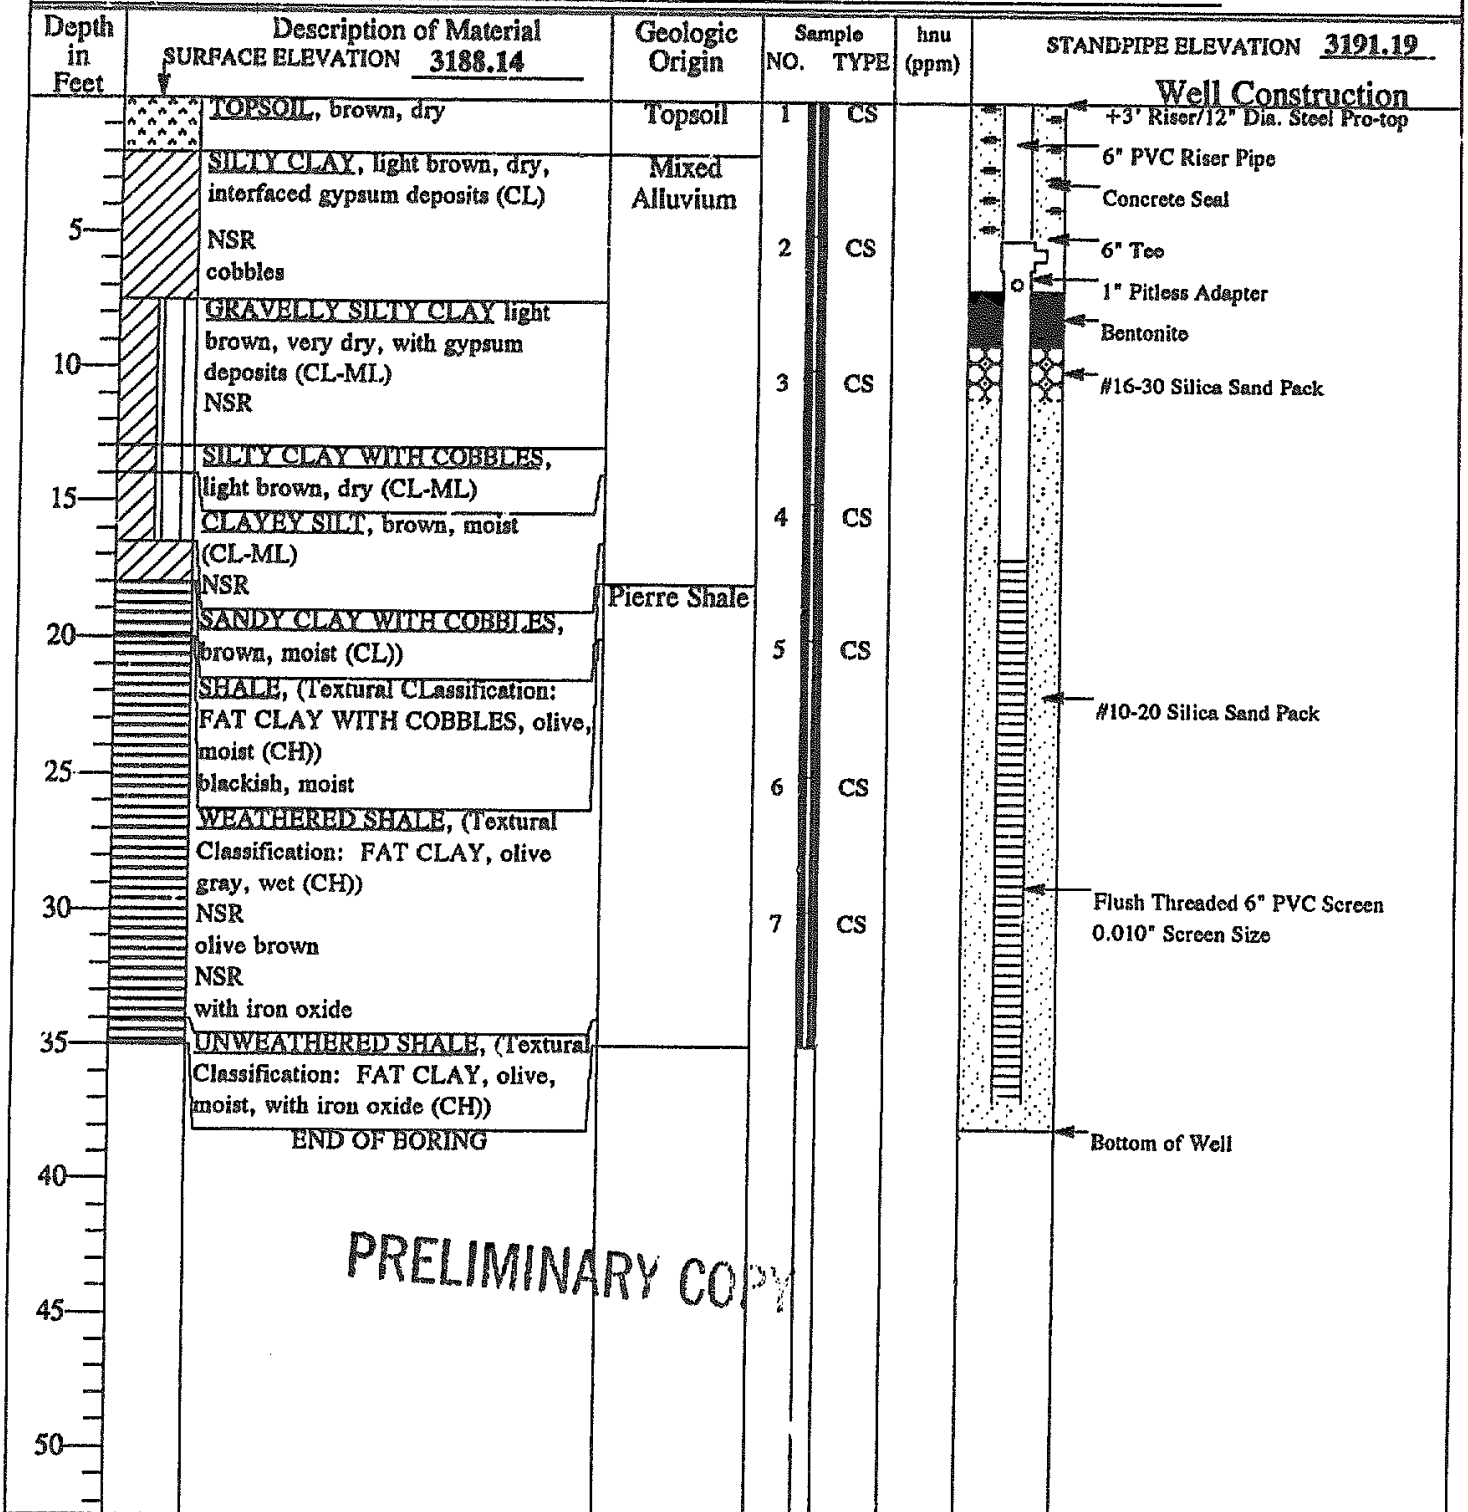 Depth in Feet
Description of Material
SURFACE ELEVATION 3188.14
Geologic Origin
Sample
NO. TYPE
hnu (ppm)
STANDPIPE ELEVATION 3191.19
Well Construction
TOPSOIL, brown, dry
SILTY CLAY, light brown, dry,
interfaced gypsum deposits (CL)
NSR
cobbles
GRAVELLY SILTY CLAY light
brown, very dry, with gypsum
deposits (CL-ML)
NSR
SILTY CLAY WITH COBBLES,
light brown, dry (CL-ML)
CLAYEY SILT, brown, moist
(CL-ML)
NSR
SANDY CLAY WITH COBBLES,
brown, moist (CL))
SHALE, (Textural CLassification:
FAT CLAY WITH COBBLES, olive,
moist (CH))
blackish, moist
WEATHERED SHALE, (Textural
Classification: FAT CLAY, olive
gray, wet (CH))
NSR
olive brown
NSR
with iron oxide
UNWEATHERED SHALE, (Textural
Classification: FAT CLAY, olive,
moist, with iron oxide (CH))
END OF BORING
5
10
15
20
25
30
35
40
45
50
Topsoil
Mixed
Alluvium
Pierre Shale
1 CS
2 CS
3 CS
4 CS
5 CS
6 CS
7 CS
+3' Riser/12" Dia. Steel Pro-top
6" PVC Riser Pipe
Concrete Seal
6" Tee
1" Pitless Adapter
Bentonite
#16-30 Silica Sand Pack
#10-20 Silica Sand Pack
Flush Threaded 6" PVC Screen
0.010" Screen Size
Bottom of Well
PRELIMINARY COPY